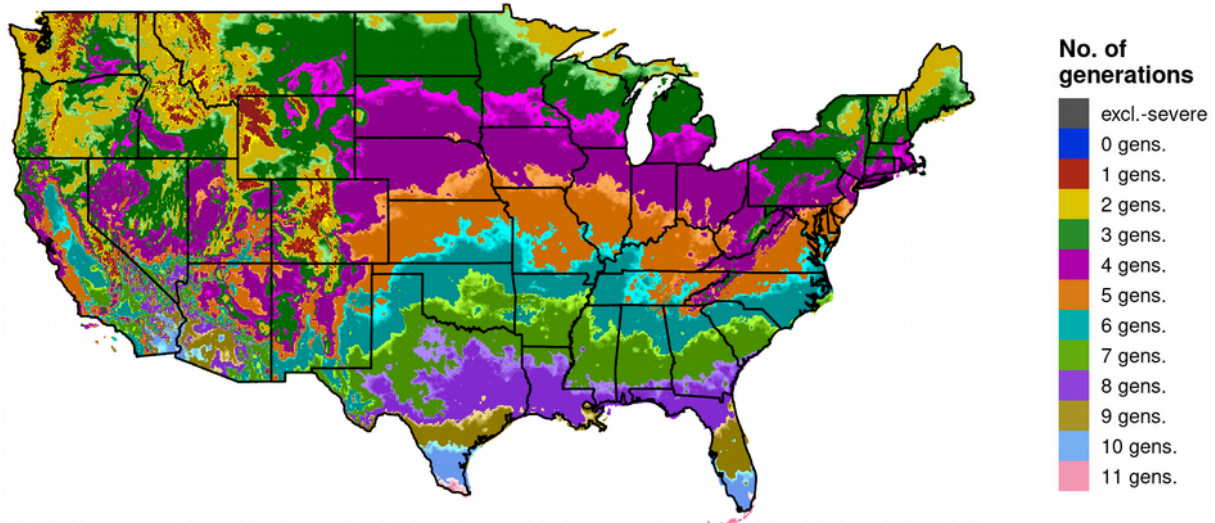 No. of
generations
excl.-severe
0 gens.
1 gens.
2 gens.
3 gens.
4 gens.
5 gens.
6 gens.
7 gens.
8 gens.
9 gens.
10 gens.
11 gens.